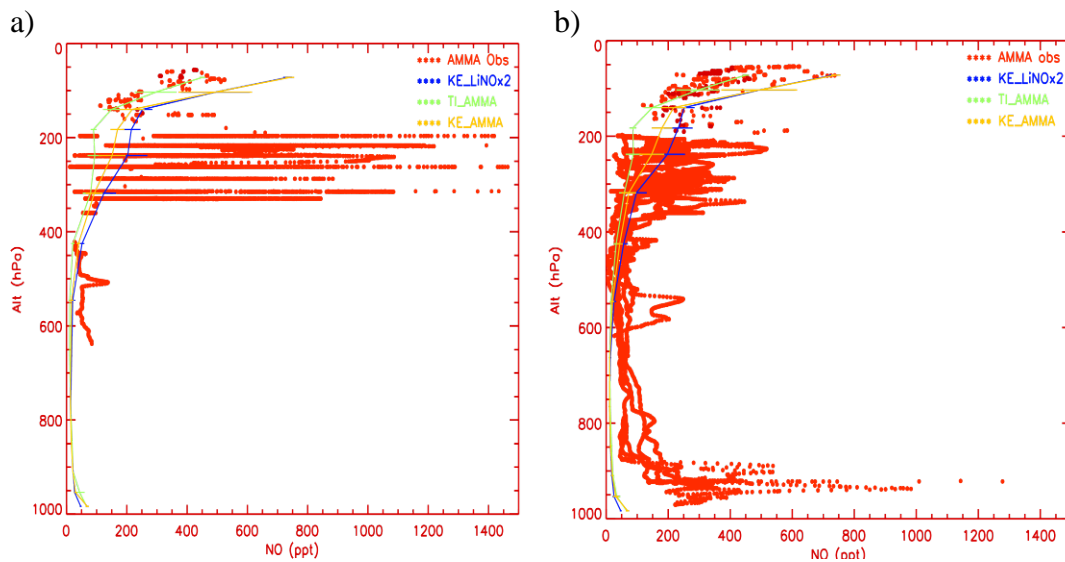 a)
b)
0
200
400
600
800
1000
Alt (hPa)
0 200 400 600 800 1000 1200 1400
NO (ppt)
**** AMMA Obs
**** KE_LiNOx2
**** TI_AMMA
**** KE_AMMA
0
200
400
600
800
1000
Alt (hPa)
0 200 400 600 800 1000 1200 1400
NO (ppt)
**** AMMA obs
**** KE_LiNOx2
**** TI_AMMA
**** KE_AMMA